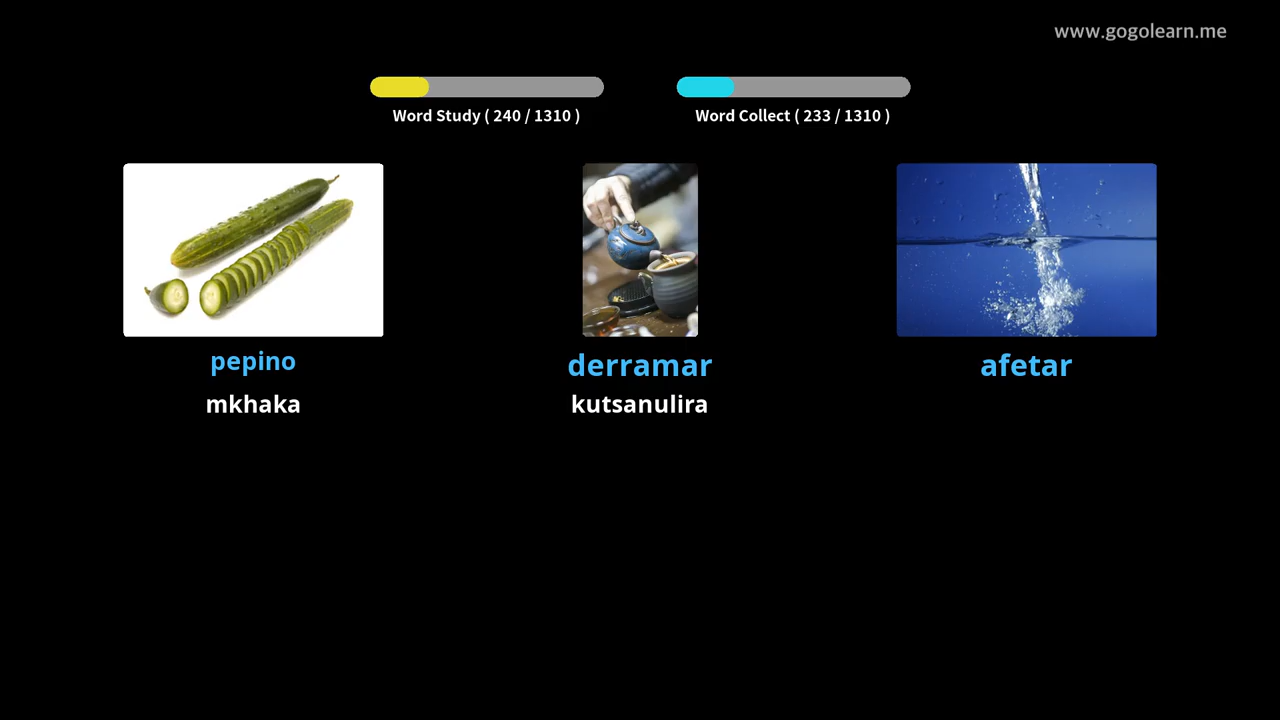 www.gogolearn.me
Word Study ( 240 / 1310 )
Word Collect ( 233 / 1310 )
pepino
derramar
afetar
mkhaka
kutsanulira